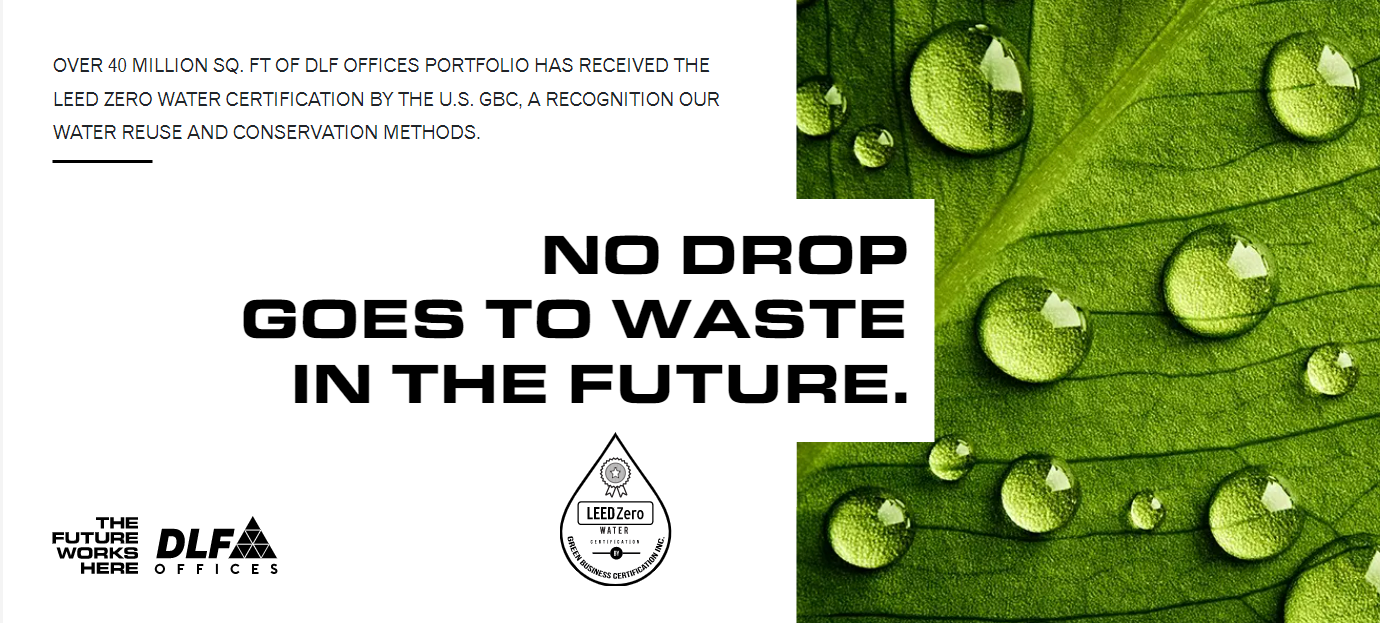 OVER 40 MILLION SQ. FT OF DLF OFFICES PORTFOLIO HAS RECEIVED THE
LEED ZERO WATER CERTIFICATION BY THE U.S. GBC, A RECOGNITION OUR
WATER REUSE AND CONSERVATION METHODS.
NO DROP
GOES TO WASTE
IN THE FUTURE.
THE
FUTURE
WORKS
HERE
DLF
OFFICES
LEED Zero
WATER
CERTIFICATION
BY
GREEN BUSINESS CERTIFICATION INC.